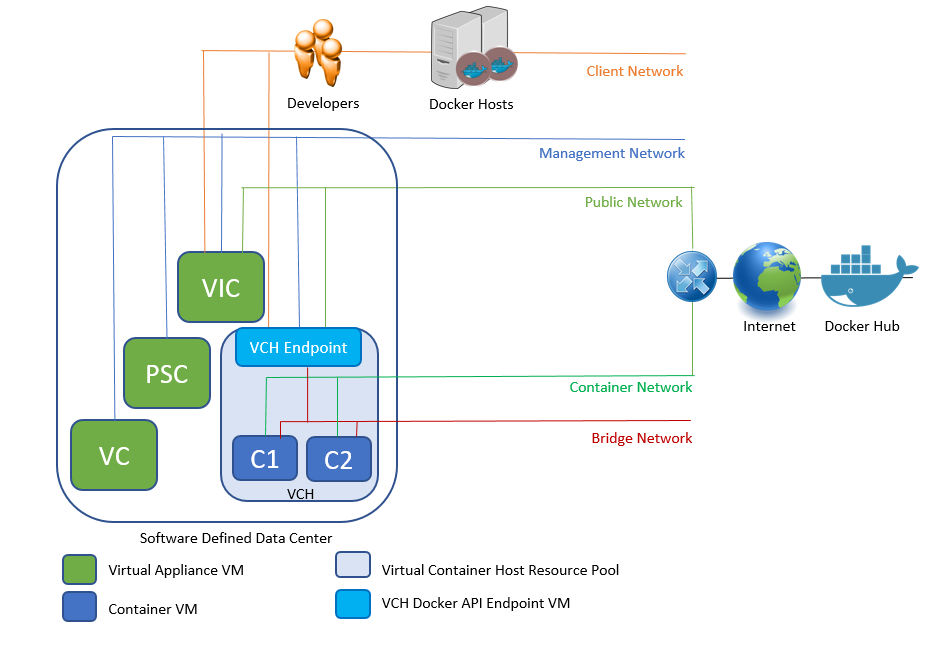 Client Network
Developers
Docker Hosts
Management Network
Public Network
VIC
Internet
Docker Hub
VCH Endpoint
PSC
Container Network
Bridge Network
VC
C1
C2
VCH
Software Defined Data Center
Virtual Appliance VM
Virtual Container Host Resource Pool
Container VM
VCH Docker API Endpoint VM